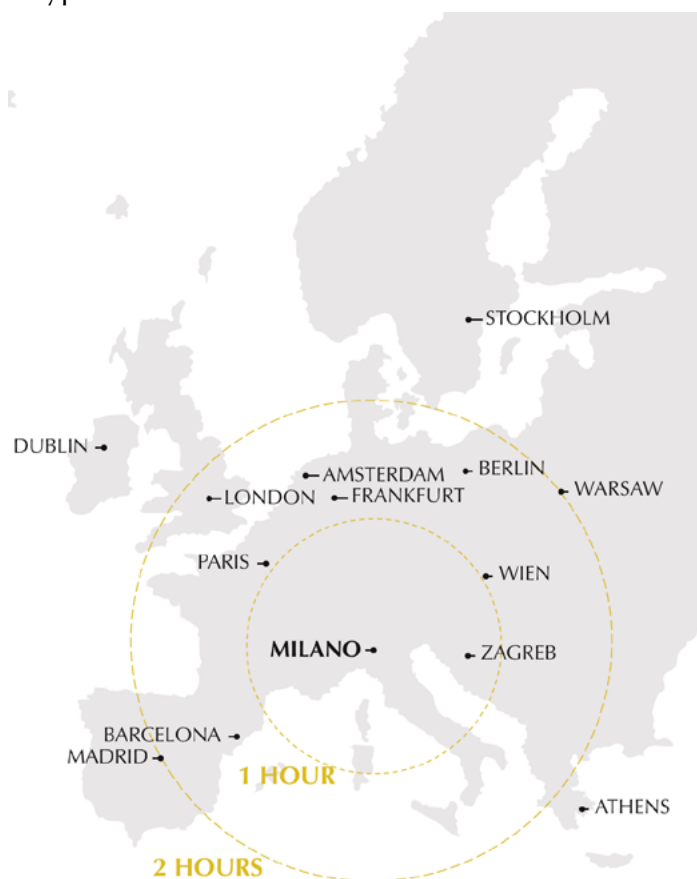 STOCKHOLM
DUBLIN
AMSTERDAM
BERLIN
LONDON
FRANKFURT
WARSAW
PARIS
WIEN
MILANO
ZAGREB
BARCELONA
MADRID
1 HOUR
ATHENS
2 HOURS